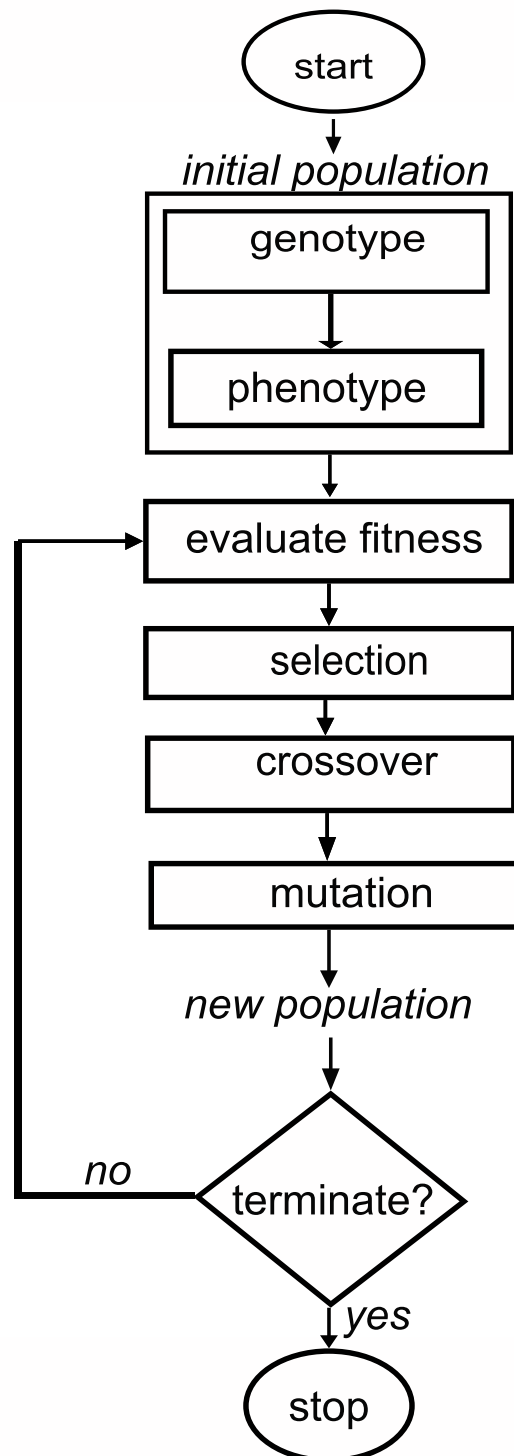 start
initial population
genotype
phenotype
evaluate fitness
selection
crossover
mutation
new population
no
terminate?
yes
stop